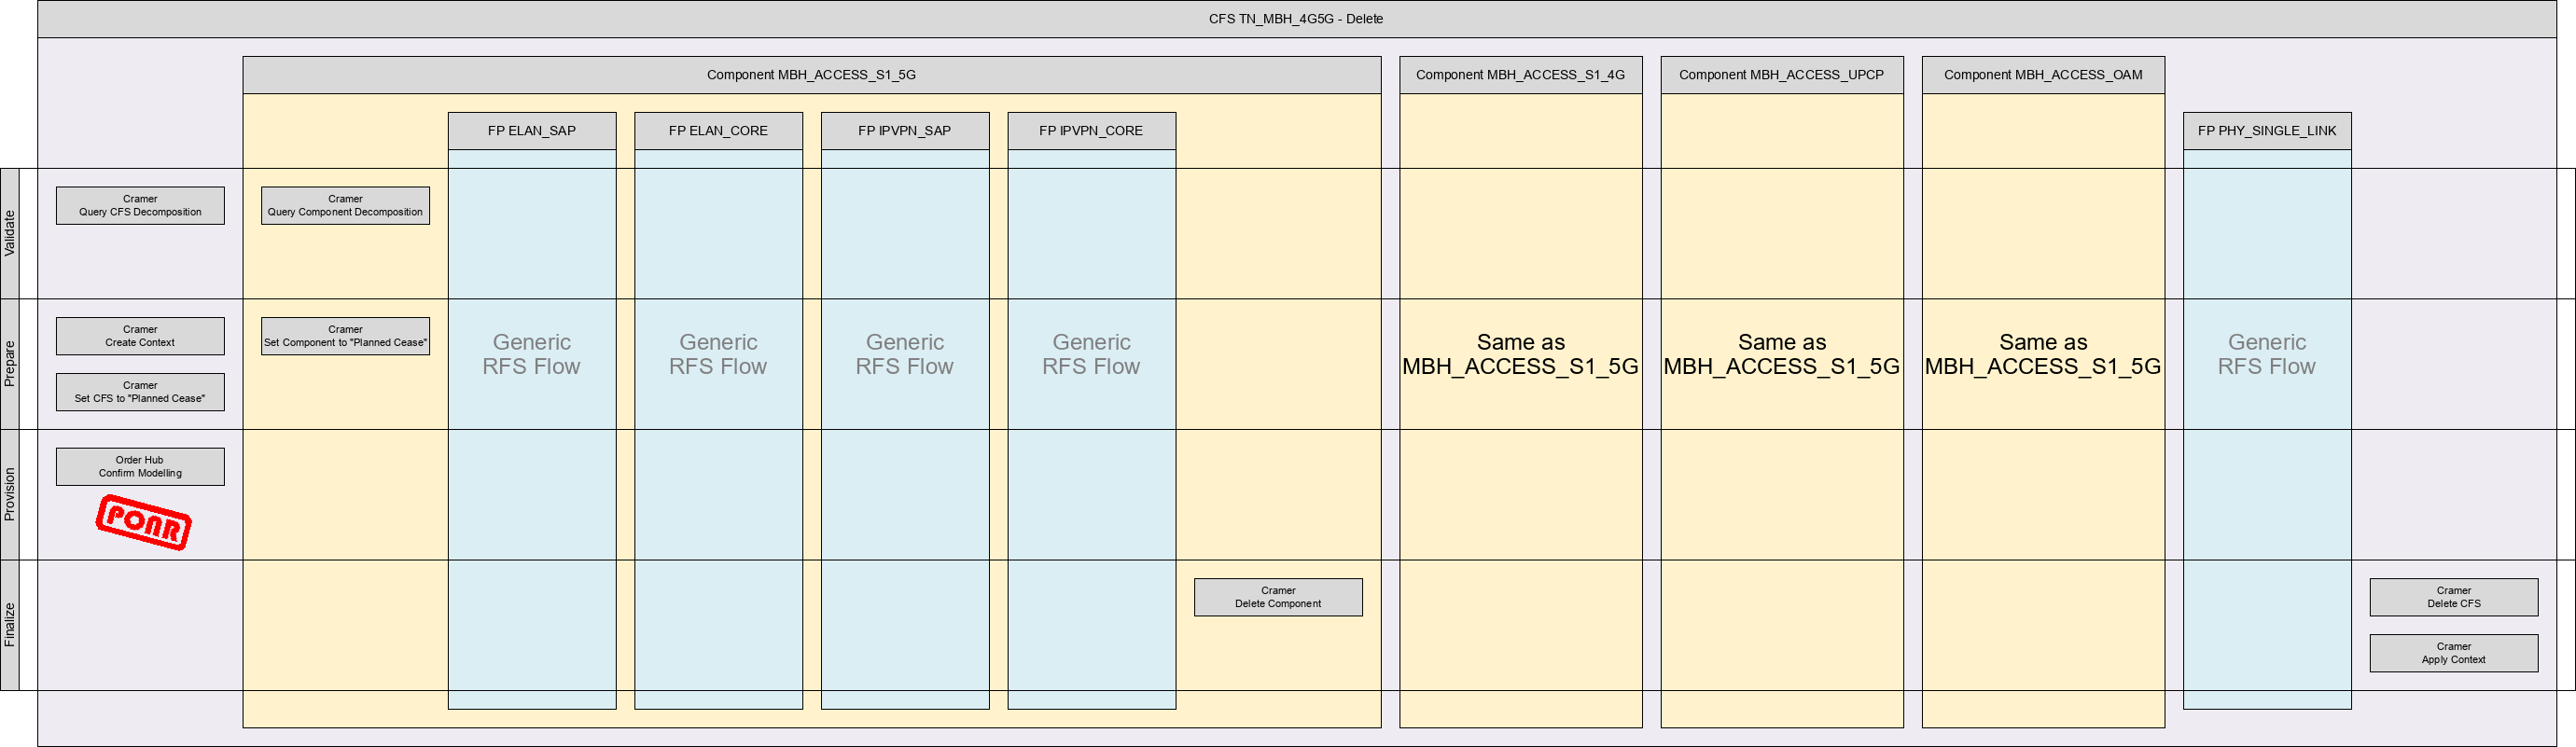 CFS TN_MBH_4G5G - Delete
Component MBH_ACCESS_S1_5G
Component MBH_ACCESS_S1_4G
Component MBH_ACCESS_UPCP
Component MBH_ACCESS_OAM
FP ELAN_SAP
FP ELAN_CORE
FP IPVPN_SAP
FP IPVPN_CORE
FP PHY_SINGLE_LINK
Validate
Cramer
Query CFS Decomposition
Cramer
Query Component Decomposition
Prepare
Cramer
Create Context
Cramer
Set CFS to "Planned Cease"
Cramer
Set Component to "Planned Cease"
Generic
RFS Flow
Generic
RFS Flow
Generic
RFS Flow
Generic
RFS Flow
Same as
MBH_ACCESS_S1_5G
Same as
MBH_ACCESS_S1_5G
Same as
MBH_ACCESS_S1_5G
Generic
RFS Flow
Provision
Order Hub
Confirm Modelling
PONR
Finalize
Cramer
Delete Component
Cramer
Delete CFS
Cramer
Apply Context